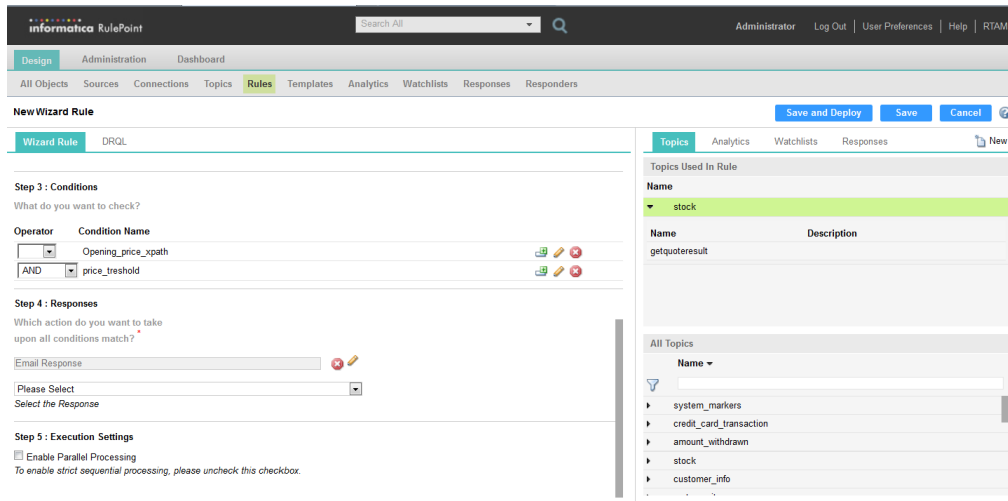 informatica RulePoint
Search All
Administrator Log Out | User Preferences | Help | RTAM
Design Administration Dashboard
All Objects Sources Connections Topics Rules Templates Analytics Watchlists Responses Responders
New Wizard Rule
Save and Deploy Save Cancel
Wizard Rule DRQL
Step 3 : Conditions
What do you want to check?
Operator Condition Name
Opening_price_xpath
AND price_treshold
Step 4 : Responses
Which action do you want to take
upon all conditions match? *
Email Response
Please Select
Select the Response
Step 5 : Execution Settings
Enable Parallel Processing
To enable strict sequential processing, please uncheck this checkbox.
Topics Analytics Watchlists Responses New
Topics Used In Rule
Name
stock
Name Description
getquoteresult
All Topics
Name
system_markers
credit_card_transaction
amount_withdrawn
stock
customer_info